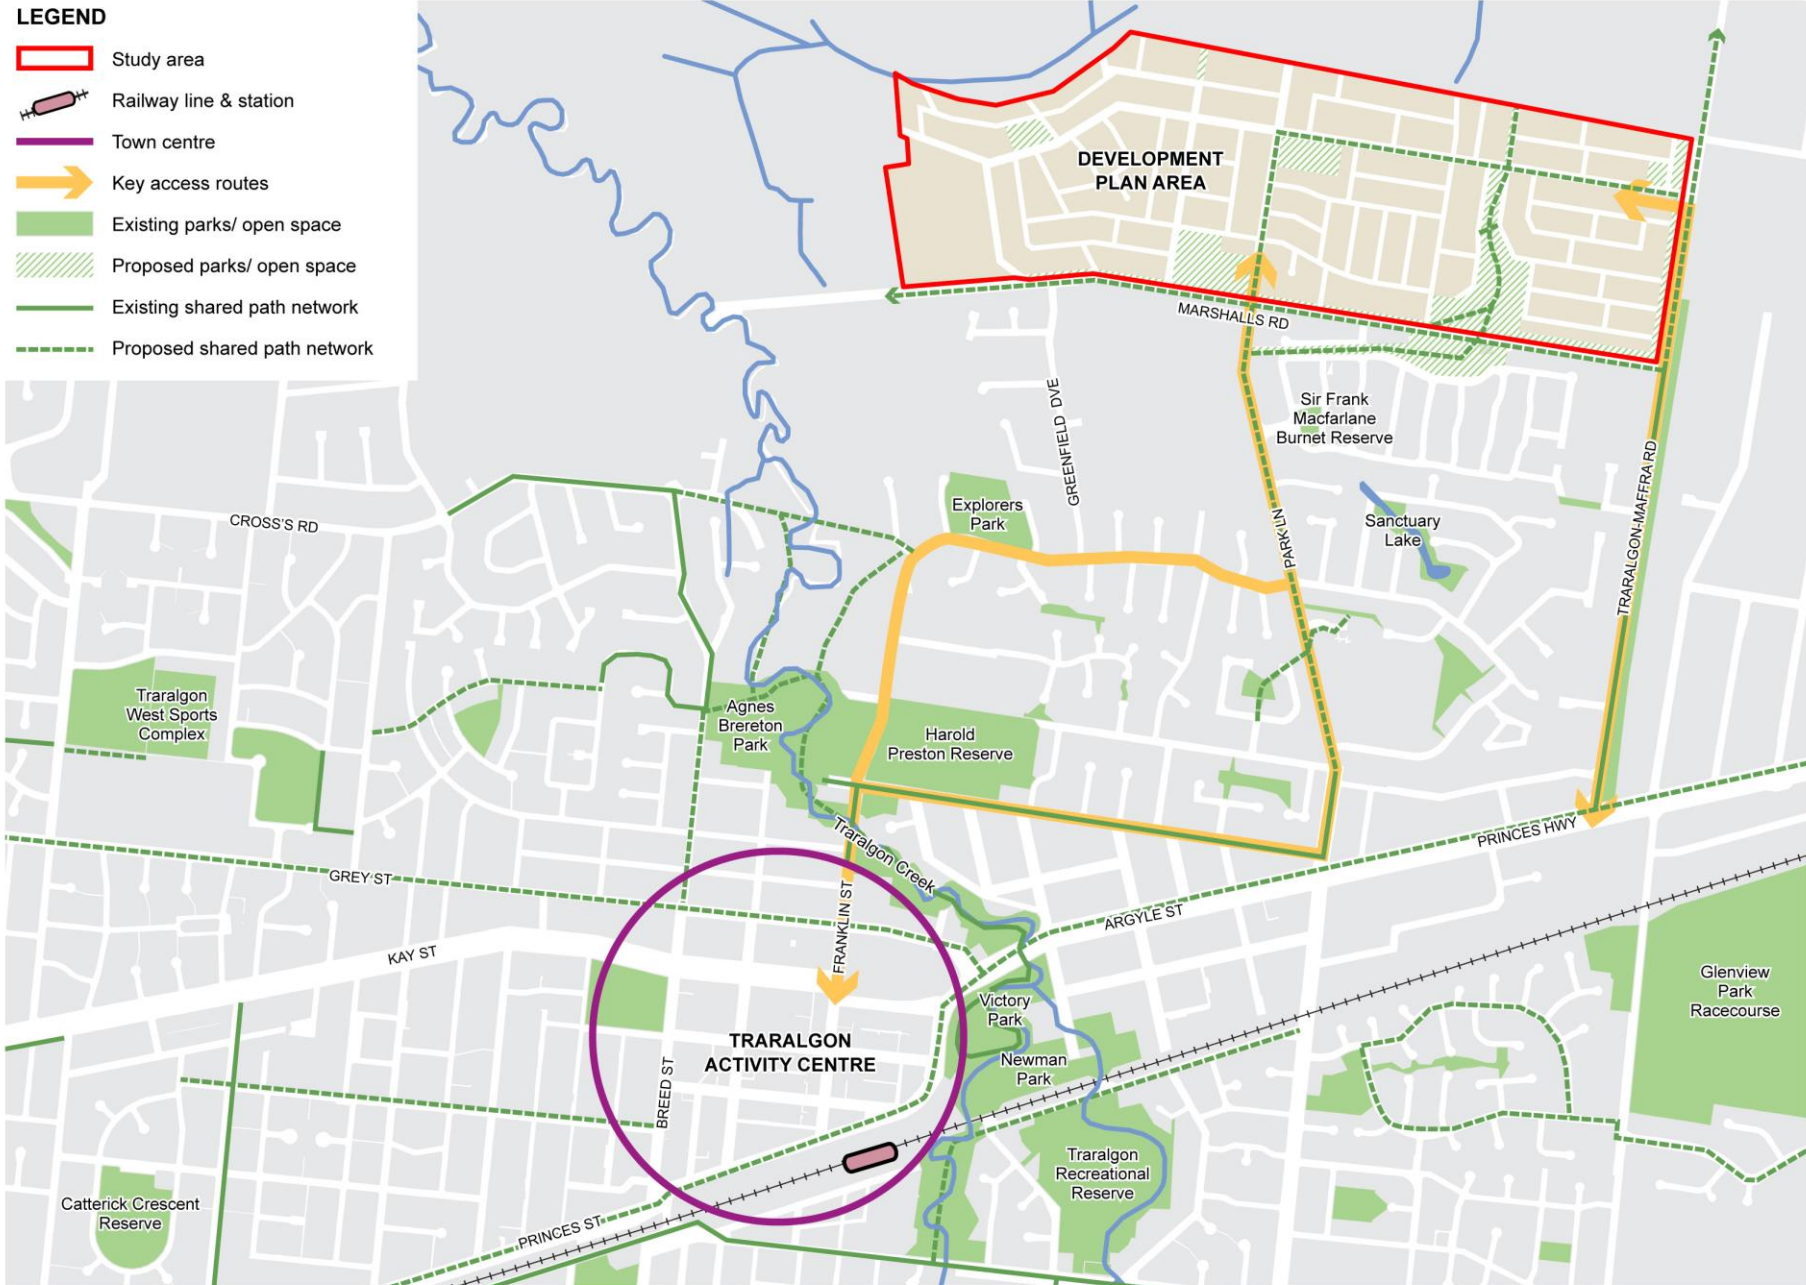 LEGEND
Study area
Railway line & station
Town centre
Key access routes
Existing parks/ open space
Proposed parks/ open space
Existing shared path network
Proposed shared path network
DEVELOPMENT
PLAN AREA
MARSHALLS RD
GREENFIELD DVE
Sir Frank
Macfarlane
Burnet Reserve
TRARALGON-MAFFRA RD
Explorers
Park
PARK LN
Sanctuary
Lake
CROSS'S RD
Traralgon
West Sports
Complex
Agnes
Brereton
Park
Harold
Preston Reserve
Traralgon Creek
PRINCES HWY
GREY ST
FRANKLIN ST
ARGYLE ST
KAY ST
Victory
Park
Glenview
Park
Racecourse
TRARALGON
ACTIVITY CENTRE
Newman
Park
BREED ST
Traralgon
Recreational
Reserve
Catterick Crescent
Reserve
PRINCES ST